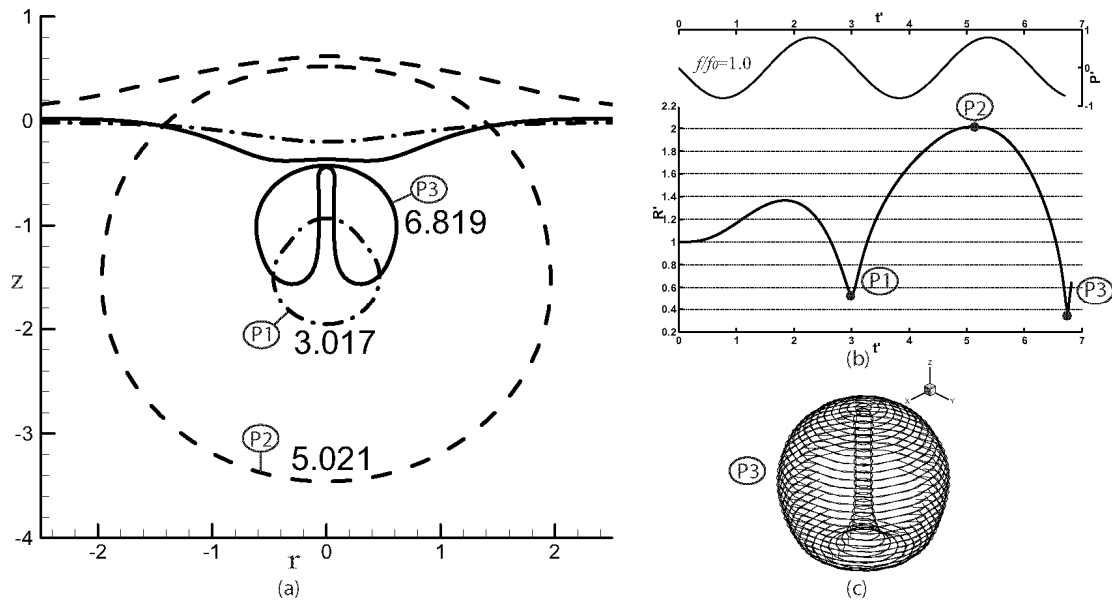 1
0
-1
-2
-3
-4
z
-2
-1
0
1
2
r
P3
6.819
P1
3.017
P2
5.021
(a)
t'
0 1 2 3 4 5 6 7
f/f₀=1.0
1
0
-1
P'
2.2
2
1.8
1.6
1.4
1.2
1
0.8
0.6
0.4
0.2
R'
P2
P1
P3
0 1 2 3 4 5 6 7
t'
(b)
Z
X
Y
P3
(c)